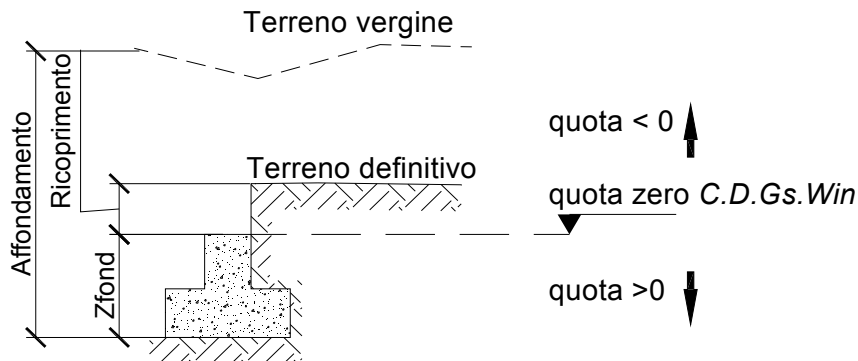 Terreno vergine
Affondamento
Ricoprimento
quota < 0
Terreno definitivo
quota zero C.D.Gs.Win
Zfond
quota >0